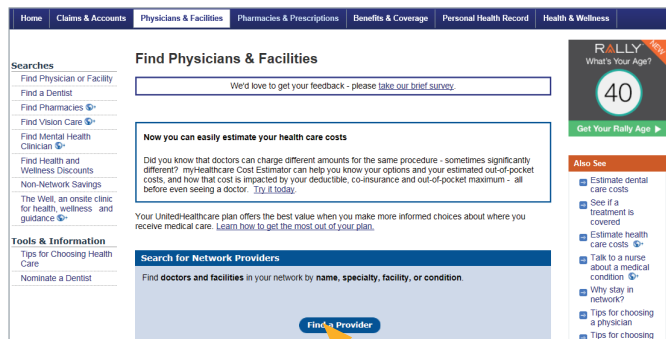 Home Claims & Accounts Physicians & Facilities Pharmacies & Prescriptions Benefits & Coverage Personal Health Record Health & Wellness
Searches
Find Physician or Facility
Find a Dentist
Find Pharmacies
Find Vision Care
Find Mental Health
Clinician
Find Health and
Wellness Discounts
Non-Network Savings
The Well, an onsite clinic
for health, wellness and
guidance
Tools & Information
Tips for Choosing Health
Care
Nominate a Dentist
Find Physicians & Facilities
We'd love to get your feedback - please take our brief survey.
Now you can easily estimate your health care costs
Did you know that doctors can charge different amounts for the same procedure - sometimes significantly
different? myHealthcare Cost Estimator can help you know your options and your estimated out-of-pocket
costs, and how that cost is impacted by your deductible, co-insurance and out-of-pocket maximum - all
before even seeing a doctor. Try it today.
Your UnitedHealthcare plan offers the best value when you make more informed choices about where you
receive medical care. Learn how to get the most out of your plan.
Search for Network Providers
Find doctors and facilities in your network by name, specialty, facility, or condition.
Find a Provider
RALLY
NEW
What's Your Age?
40
Get Your Rally Age
Also See
Estimate dental
care costs
See if a
treatment is
covered
Estimate health
care costs
Talk to a nurse
about a medical
condition
Why stay in
network?
Tips for choosing
a physician
Tips for choosing